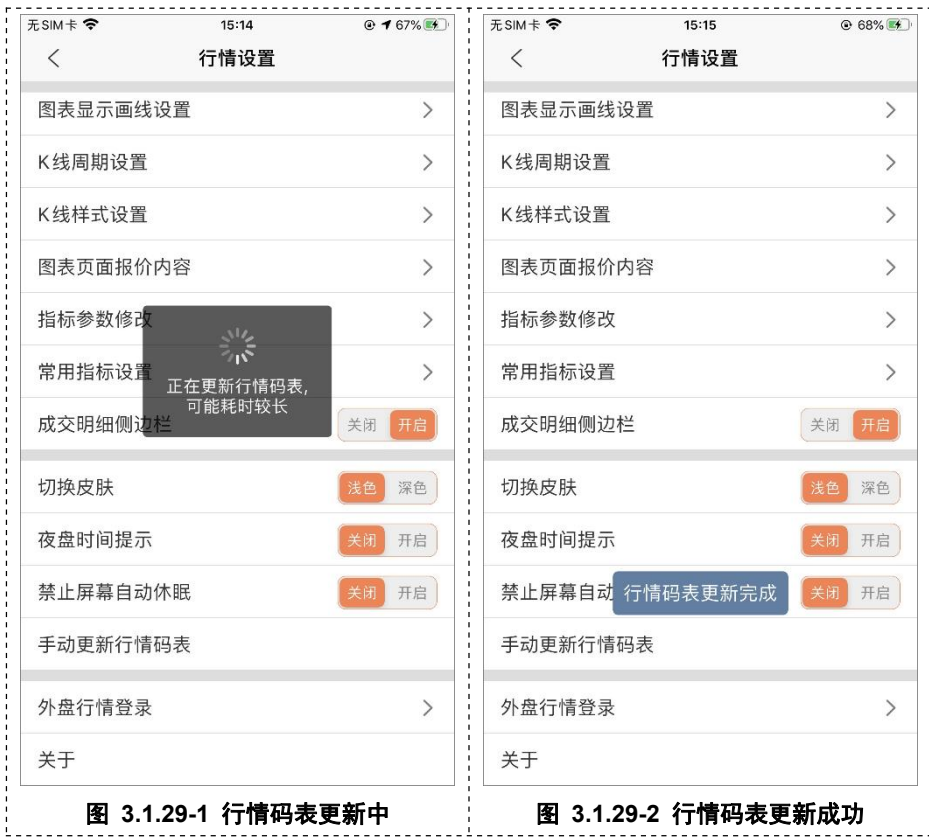 无SIM卡 15:14 67%
行情设置
图表显示画线设置
K线周期设置
K线样式设置
图表页面报价内容
指标参数修改
常用指标设置
正在更新行情码表,
可能耗时较长
成交明细侧边栏 关闭 开启
切换皮肤 浅色 深色
夜盘时间提示 关闭 开启
禁止屏幕自动休眠 关闭 开启
手动更新行情码表
外盘行情登录
关于
图 3.1.29-1 行情码表更新中
无SIM卡 15:15 68%
行情设置
图表显示画线设置
K线周期设置
K线样式设置
图表页面报价内容
指标参数修改
常用指标设置
成交明细侧边栏 关闭 开启
切换皮肤 浅色 深色
夜盘时间提示 关闭 开启
禁止屏幕自动 行情码表更新完成 关闭 开启
手动更新行情码表
外盘行情登录
关于
图 3.1.29-2 行情码表更新成功